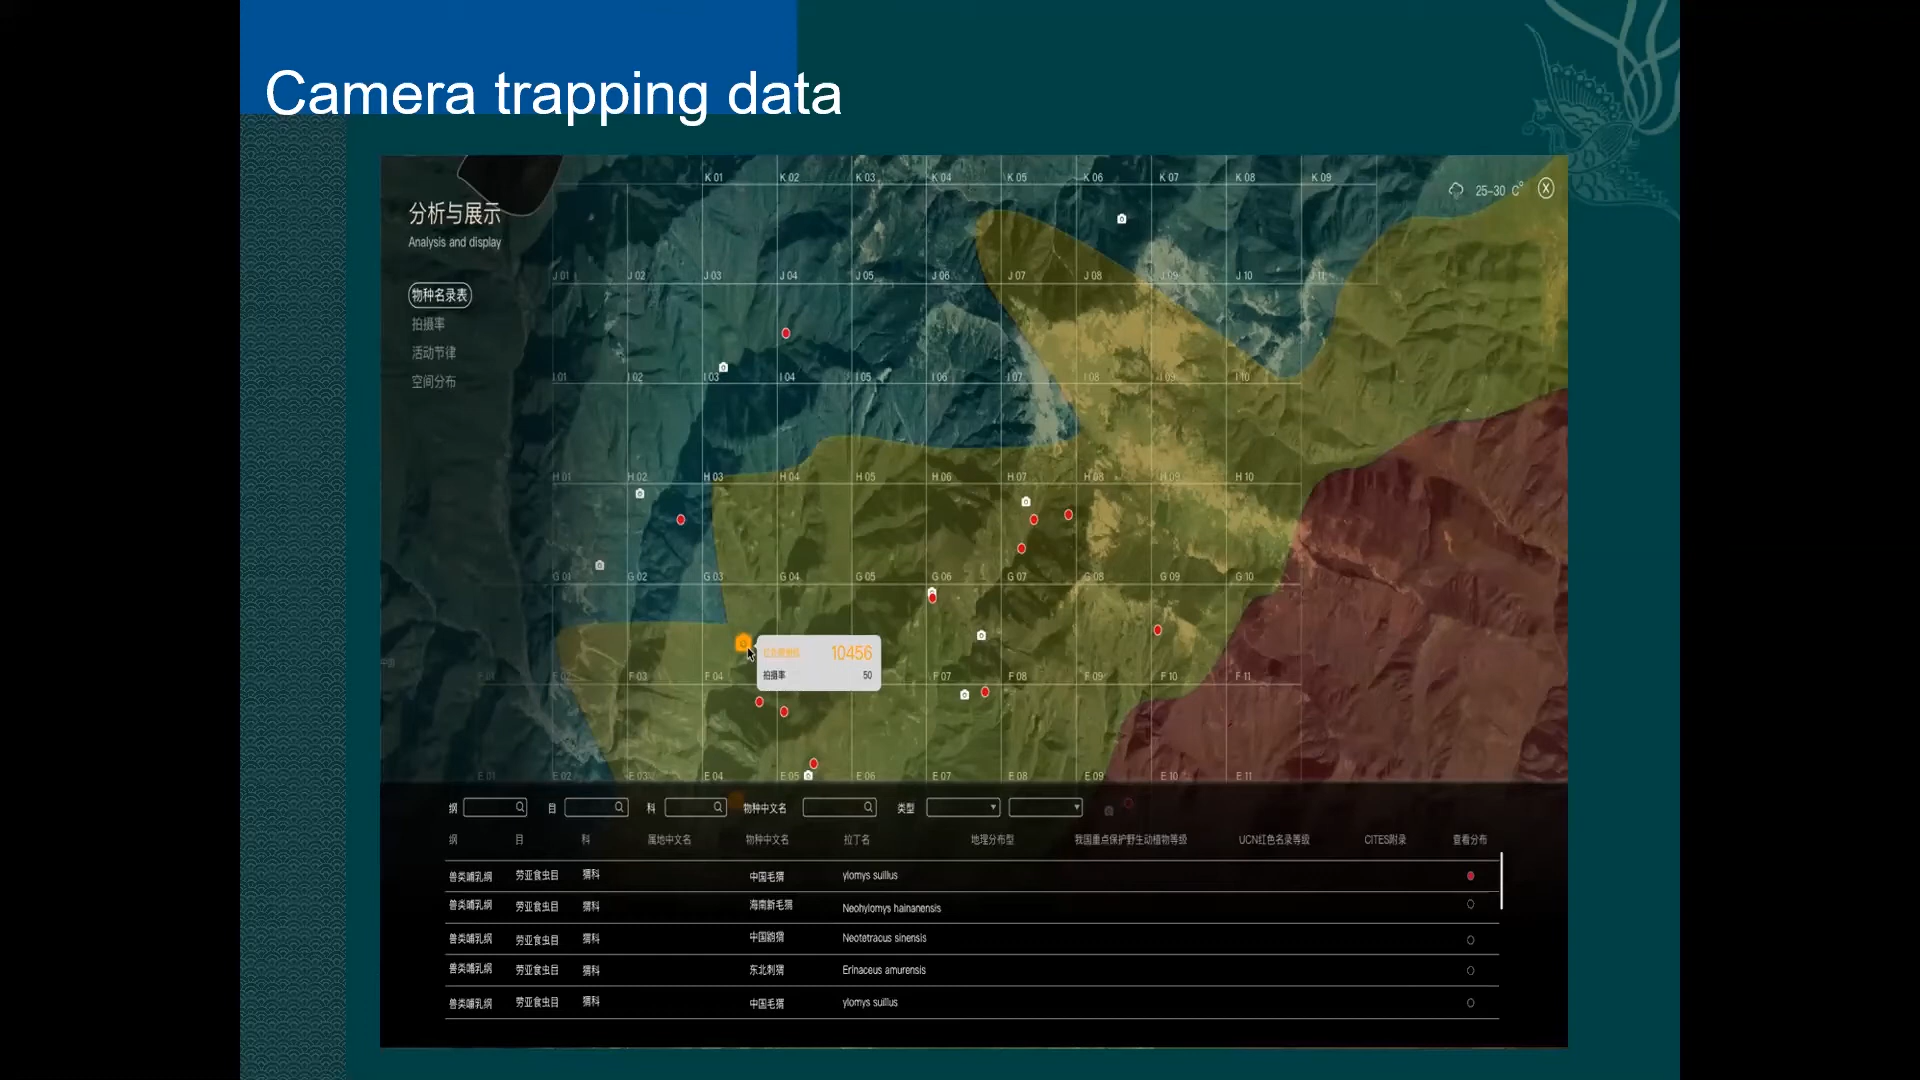 Camera trapping data
分析与展示
Analysis and display
25-30 C°
物种名录表
拍摄率
活动节律
空间分布
K 01 K 02 K 03 K 04 K 05 K 06 K 07 K 08 K 09
J 01 J 02 J 03 J 04 J 05 J 06 J 07 J 08 J 09 J 10 J 11
I 01 I 02 I 03 I 04 I 05 I 06 I 07 I 08 I 09 I 10
H 01 H 02 H 03 H 04 H 05 H 06 H 07 H 08 H 09 H 10
G 01 G 02 G 03 G 04 G 05 G 06 G 07 G 08 G 09 G 10
10456
拍摄率 50
F 01 F 02 F 03 F 04 F 07 F 08 F 09 F 10 F 11
E 01 E 02 E 03 E 04 E 05 E 06 E 07 E 08 E 09 E 10 E 11
纲 目 科 物种中文名 类型
纲 目 科 属地中文名 物种中文名 拉丁名 地理分布型 我国重点保护野生动植物等级 UCN红色名录等级 CITES附录 查看分布
兽类哺乳纲 劳亚食虫目 猬科 中国毛猬 ylomys suillus
兽类哺乳纲 劳亚食虫目 猬科 海南新毛猬 Neohylomys hainanensis
兽类哺乳纲 劳亚食虫目 猬科 中国鼩猬 Neotetracus sinensis
兽类哺乳纲 劳亚食虫目 猬科 东北刺猬 Erinaceus amurensis
兽类哺乳纲 劳亚食虫目 猬科 中国毛猬 ylomys suillus